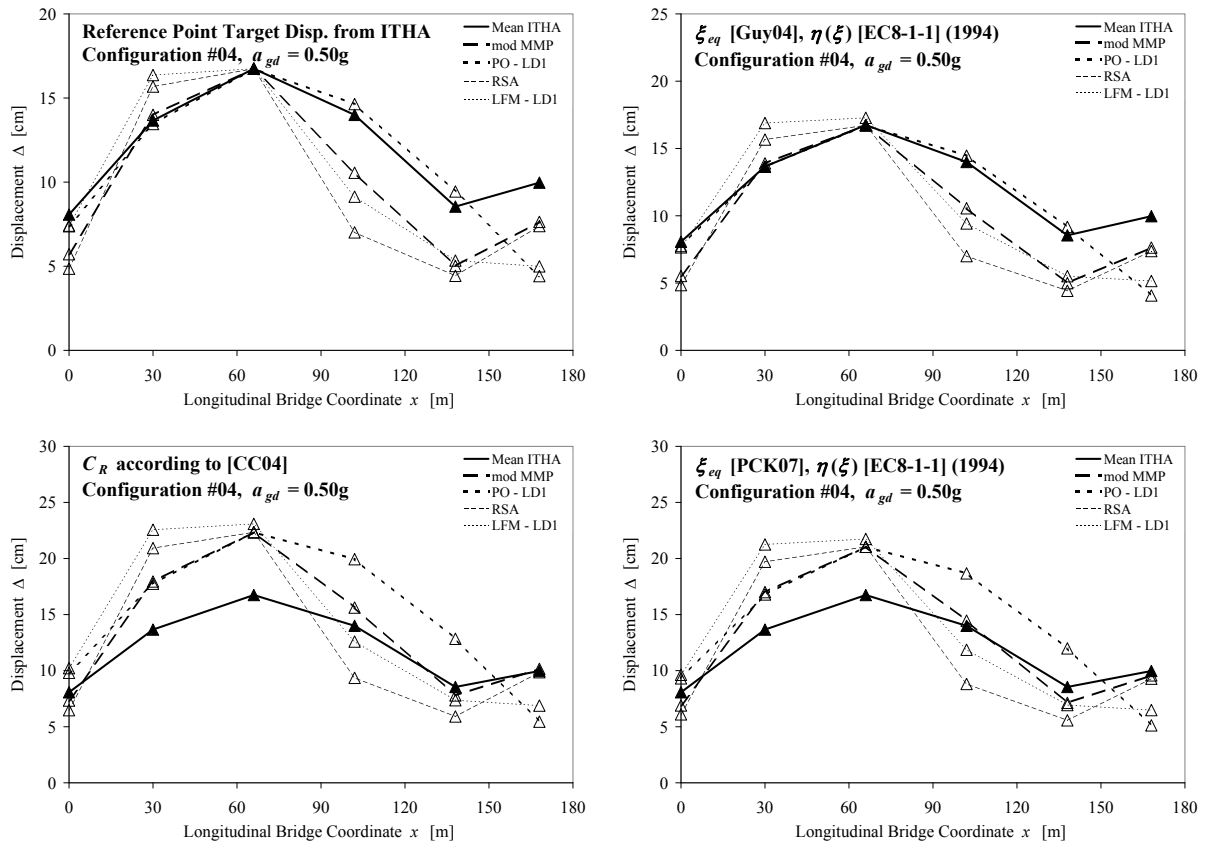 Reference Point Target Disp. from ITHA
Configuration #04, a gd = 0.50g
Mean ITHA
mod MMP
PO - LD1
RSA
LFM - LD1
Displacement Δ [cm]
20
15
10
5
0
0 30 60 90 120 150 180
Longitudinal Bridge Coordinate x [m]
ξ eq [Guy04], η(ξ) [EC8-1-1] (1994)
Configuration #04, a gd = 0.50g
Mean ITHA
mod MMP
PO - LD1
RSA
LFM - LD1
Displacement Δ [cm]
25
20
15
10
5
0
0 30 60 90 120 150 180
Longitudinal Bridge Coordinate x [m]
C R according to [CC04]
Configuration #04, a gd = 0.50g
Mean ITHA
mod MMP
PO - LD1
RSA
LFM - LD1
Displacement Δ [cm]
30
25
20
15
10
5
0
0 30 60 90 120 150 180
Longitudinal Bridge Coordinate x [m]
ξ eq [PCK07], η(ξ) [EC8-1-1] (1994)
Configuration #04, a gd = 0.50g
Mean ITHA
mod MMP
PO - LD1
RSA
LFM - LD1
Displacement Δ [cm]
30
25
20
15
10
5
0
0 30 60 90 120 150 180
Longitudinal Bridge Coordinate x [m]